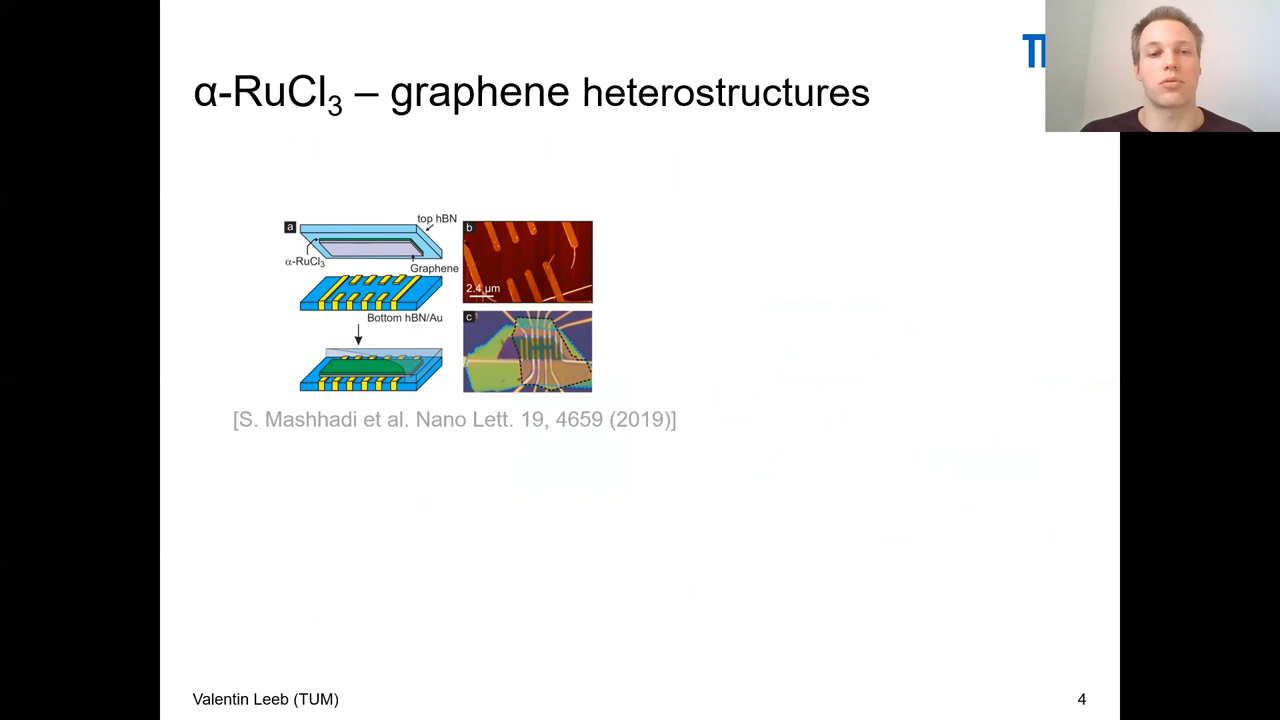 α-RuCl₃ – graphene heterostructures
a
top hBN
α-RuCl₃
Graphene
Bottom hBN/Au
b
2.4 µm
c
[S. Mashhadi et al. Nano Lett. 19, 4659 (2019)]
Valentin Leeb (TUM)
4